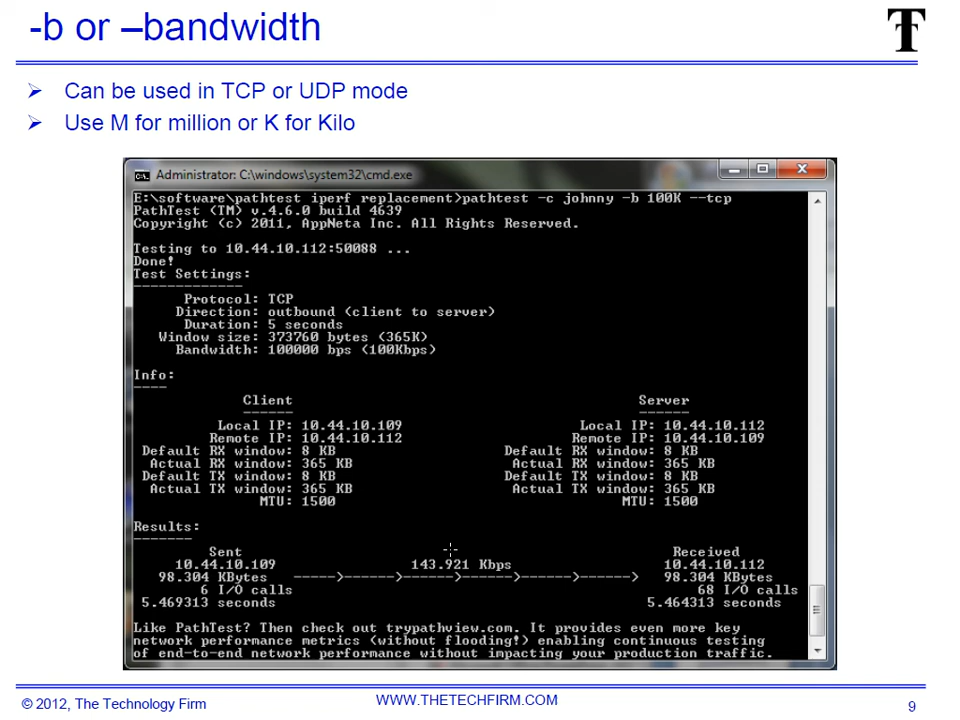 -b or –bandwidth
TF
Can be used in TCP or UDP mode
Use M for million or K for Kilo
Administrator: C:\windows\system32\cmd.exe
E:\software\pathtest iperf replacement>pathtest -c johnny -b 100K --tcp
PathTest (TM) v.4.6.0 build 4639
Copyright (c) 2011, AppNeta Inc. All Rights Reserved.
Testing to 10.44.10.112:50088 ...
Done!
Test Settings:
-------------
Protocol: TCP
Direction: outbound (client to server)
Duration: 5 seconds
Window size: 373760 bytes (365K)
Bandwidth: 100000 bps (100Kbps)
Info:
----
Client Server
------ ------
Local IP: 10.44.10.109 Local IP: 10.44.10.112
Remote IP: 10.44.10.112 Remote IP: 10.44.10.109
Default RX window: 8 KB Default RX window: 8 KB
Actual RX window: 365 KB Actual RX window: 365 KB
Default TX window: 8 KB Default TX window: 8 KB
Actual TX window: 365 KB Actual TX window: 365 KB
MTU: 1500 MTU: 1500
Results:
-------
Sent Received
10.44.10.109 143.921 Kbps 10.44.10.112
98.304 KBytes ----->------>------>------>------>------> 98.304 KBytes
6 I/O calls 68 I/O calls
5.469313 seconds 5.464313 seconds
Like PathTest? Then check out trypathview.com. It provides even more key
network performance metrics (without flooding!) enabling continuous testing
of end-to-end network performance without impacting your production traffic.
© 2012, The Technology Firm WWW.THETECHFIRM.COM 9